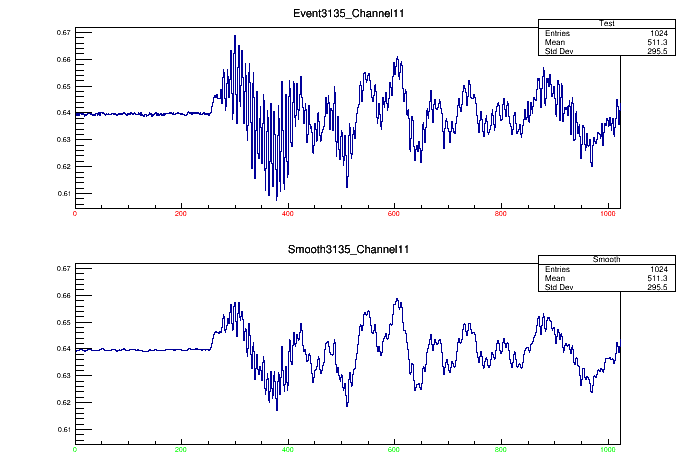 Event3135_Channel11
Test
Entries 1024
Mean 511.3
Std Dev 295.5
0.67
0.66
0.65
0.64
0.63
0.62
0.61
0 200 400 600 800 1000
Smooth3135_Channel11
Smooth
Entries 1024
Mean 511.3
Std Dev 295.5
0.67
0.66
0.65
0.64
0.63
0.62
0.61
0 200 400 600 800 1000